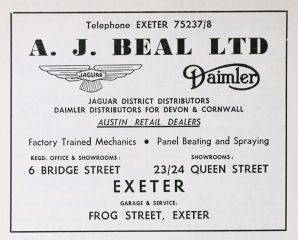 Telephone EXETER 75237/8
A. J. BEAL LTD
JAGUAR
Daimler
JAGUAR DISTRICT DISTRIBUTORS
DAIMLER DISTRIBUTORS FOR DEVON & CORNWALL
AUSTIN RETAIL DEALERS
Factory Trained Mechanics • Panel Beating and Spraying
REGD. OFFICE & SHOWROOMS: SHOWROOMS:
6 BRIDGE STREET 23/24 QUEEN STREET
EXETER
GARAGE & SERVICE:
FROG STREET, EXETER